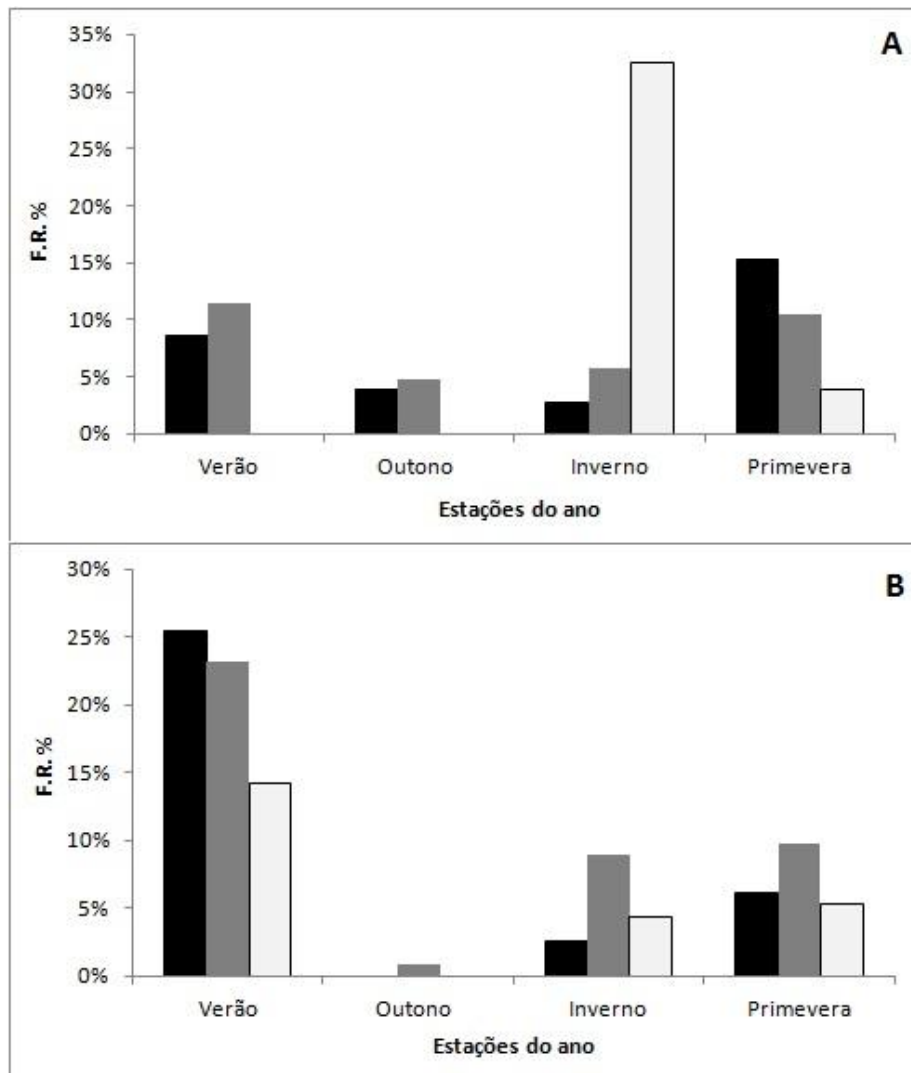 A
35%
30%
25%
20%
15%
10%
5%
0%
F.R. %
Verão Outono Inverno Primevera
Estações do ano
B
30%
25%
20%
15%
10%
5%
0%
F.R. %
Verão Outono Inverno Primevera
Estações do ano